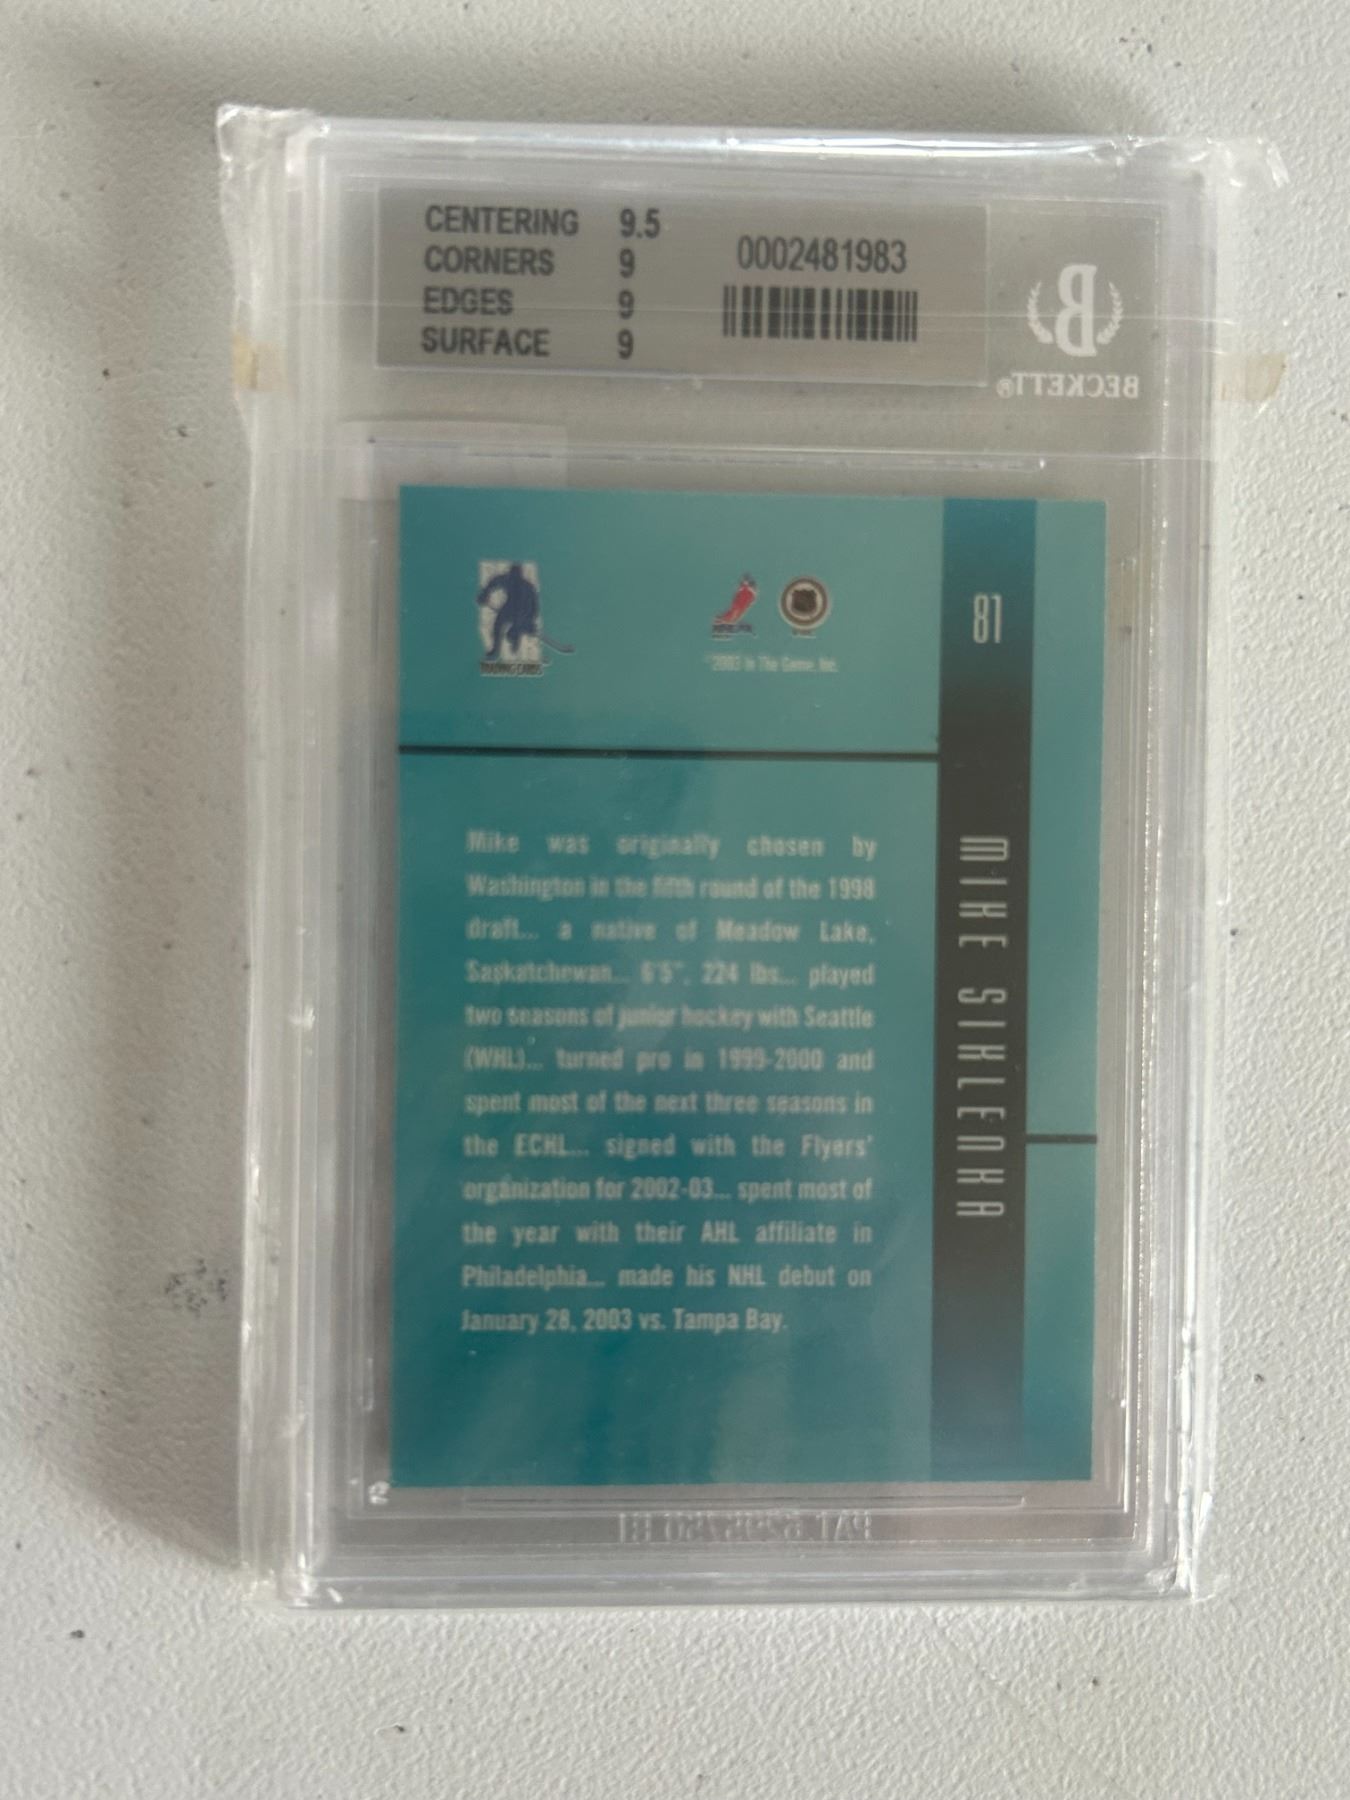 CENTERING 9.5
CORNERS 9
EDGES 9
SURFACE 9
0002481983
B
BECKETT®
TRADING CARDS
©2003 In The Game, Inc.
81
MIKE SIKLENKA
Mike was originally chosen by
Washington in the fifth round of the 1998
draft... a native of Meadow Lake,
Saskatchewan... 6'5", 224 lbs... played
two seasons of junior hockey with Seattle
(WHL)... turned pro in 1999-2000 and
spent most of the next three seasons in
the ECHL... signed with the Flyers'
organization for 2002-03... spent most of
the year with their AHL affiliate in
Philadelphia... made his NHL debut on
January 28, 2003 vs. Tampa Bay.